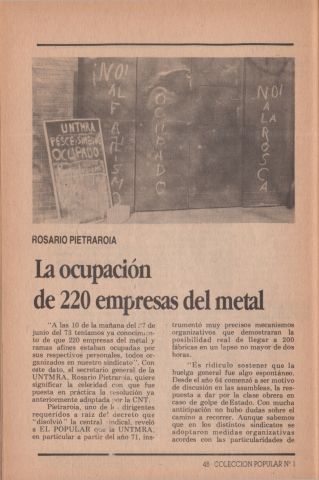 ¡NO!
AL
FASCISMO
OCUPADO
¡NO!
A LA
ROSCA
UNTMRA
OCUPADO
ROSARIO PIETRAROIA
La ocupación
de 220 empresas del metal
"A las 10 de la mañana del 27 de
junio del 73 teníamos ya conocimien-
to de que 220 empresas del metal y
ramas afines estaban ocupadas por
sus respectivos personales, todos or-
ganizados en nuestro sindicato". Con
este dato, el secretario general de la
UNTMRA, Rosario Pietraroia, quiere
significar la celeridad con que fue
puesta en práctica la resolución ya
anteriormente adoptada por la CNT.
Pietraroia, uno de los dirigentes
requeridos a raíz del decreto que
"disolvió" la central sindical, reveló
a EL POPULAR que la UNTMRA,
en particular a partir del año 71, ins-
trumentó muy precisos mecanismos
organizativos que demostraran la
posibilidad real de llegar a 200
fábricas en un lapso no mayor de dos
horas.
"Es ridículo sostener que la
huelga general fue algo espontáneo.
Desde el año 64 comenzó a ser motivo
de discusión en las asambleas, la res-
puesta a dar por la clase obrera en
caso de golpe de Estado. Con mucha
anticipación no hubo dudas sobre el
camino a recorrer. Aunque sabemos
que en los distintos sindicatos se
adoptaron medidas organizativas
acordes con las particularidades de
48 - COLECCION POPULAR Nº 1